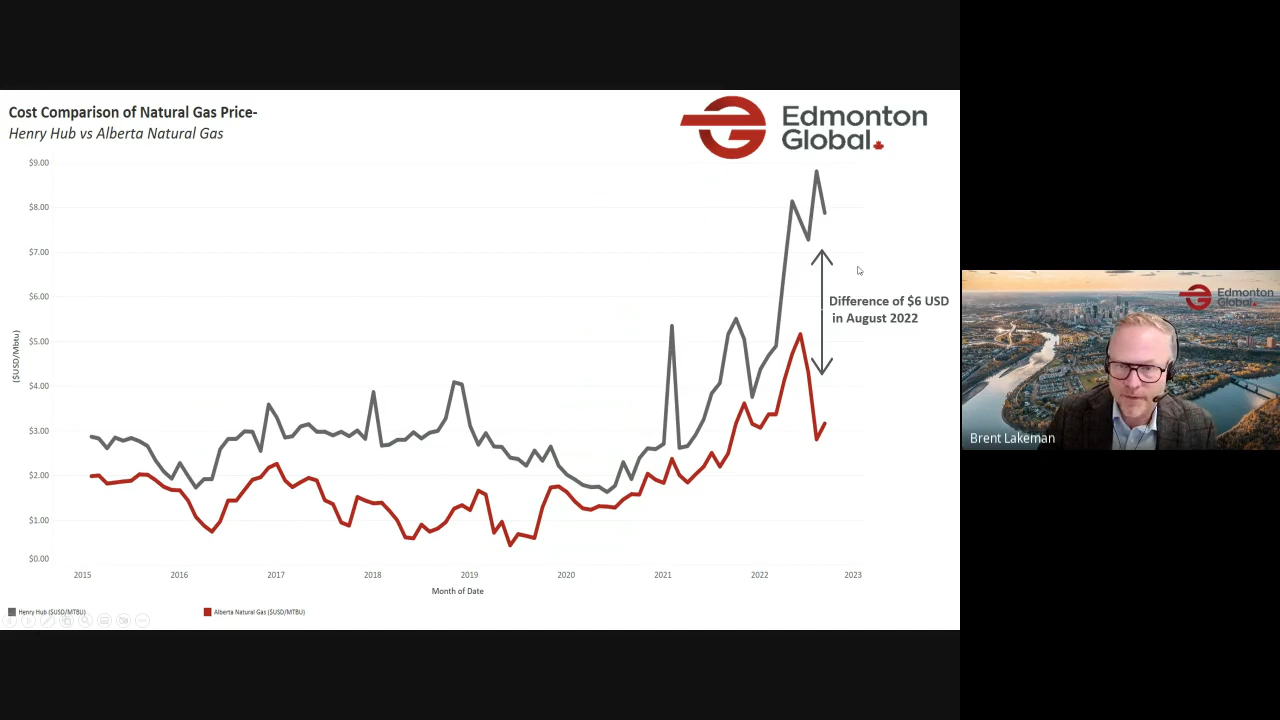 Cost Comparison of Natural Gas Price-
Henry Hub vs Alberta Natural Gas
Edmonton
Global
$9.00
$8.00
$7.00
$6.00
$5.00
$4.00
$3.00
$2.00
$1.00
$0.00
($USD/Mbtu)
Difference of $6 USD
in August 2022
2015
2016
2017
2018
2019
2020
2021
2022
2023
Month of Date
Henry Hub ($USD/MTBU)
Alberta Natural Gas ($USD/MTBU)
Edmonton
Global
Brent Lakeman